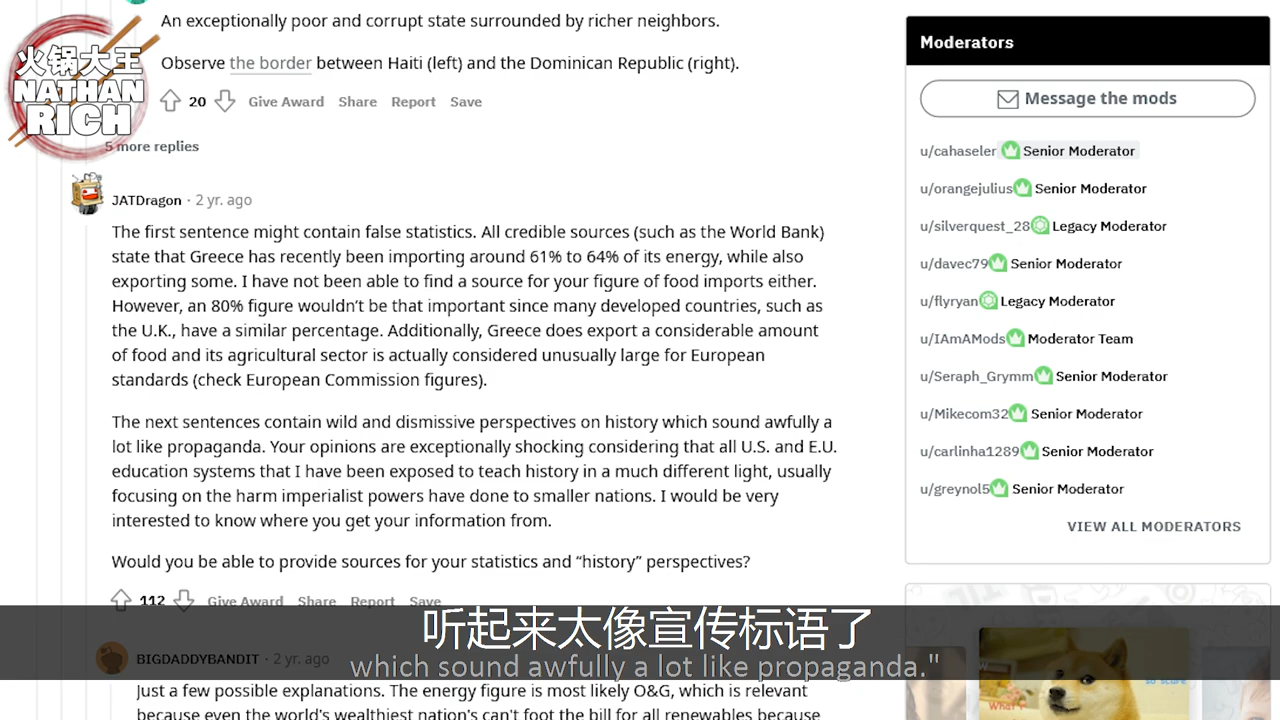 An exceptionally poor and corrupt state surrounded by richer neighbors.
Observe the border between Haiti (left) and the Dominican Republic (right).
20 Give Award Share Report Save
5 more replies
火锅大王
NATHAN
RICH
JATDragon · 2 yr. ago
The first sentence might contain false statistics. All credible sources (such as the World Bank)
state that Greece has recently been importing around 61% to 64% of its energy, while also
exporting some. I have not been able to find a source for your figure of food imports either.
However, an 80% figure wouldn't be that important since many developed countries, such as
the U.K., have a similar percentage. Additionally, Greece does export a considerable amount
of food and its agricultural sector is actually considered unusually large for European
standards (check European Commission figures).
The next sentences contain wild and dismissive perspectives on history which sound awfully a
lot like propaganda. Your opinions are exceptionally shocking considering that all U.S. and E.U.
education systems that I have been exposed to teach history in a much different light, usually
focusing on the harm imperialist powers have done to smaller nations. I would be very
interested to know where you get your information from.
Would you be able to provide sources for your statistics and “history” perspectives?
112 Give Award Share Report Save
BIGDADDYBANDIT · 2 yr. ago
Just a few possible explanations. The energy figure is most likely O&G, which is relevant
because even the world's wealthiest nation's can't foot the bill for all renewables because
Moderators
Message the mods
u/cahaseler Senior Moderator
u/orangejulius Senior Moderator
u/silverquest_28 Legacy Moderator
u/davec79 Senior Moderator
u/flyryan Legacy Moderator
u/IAmAMods Moderator Team
u/Seraph_Grymm Senior Moderator
u/Mikecom32 Senior Moderator
u/carlinha1289 Senior Moderator
u/greynol5 Senior Moderator
VIEW ALL MODERATORS
听起来太像宣传标语了
which sound awfully a lot like propaganda."